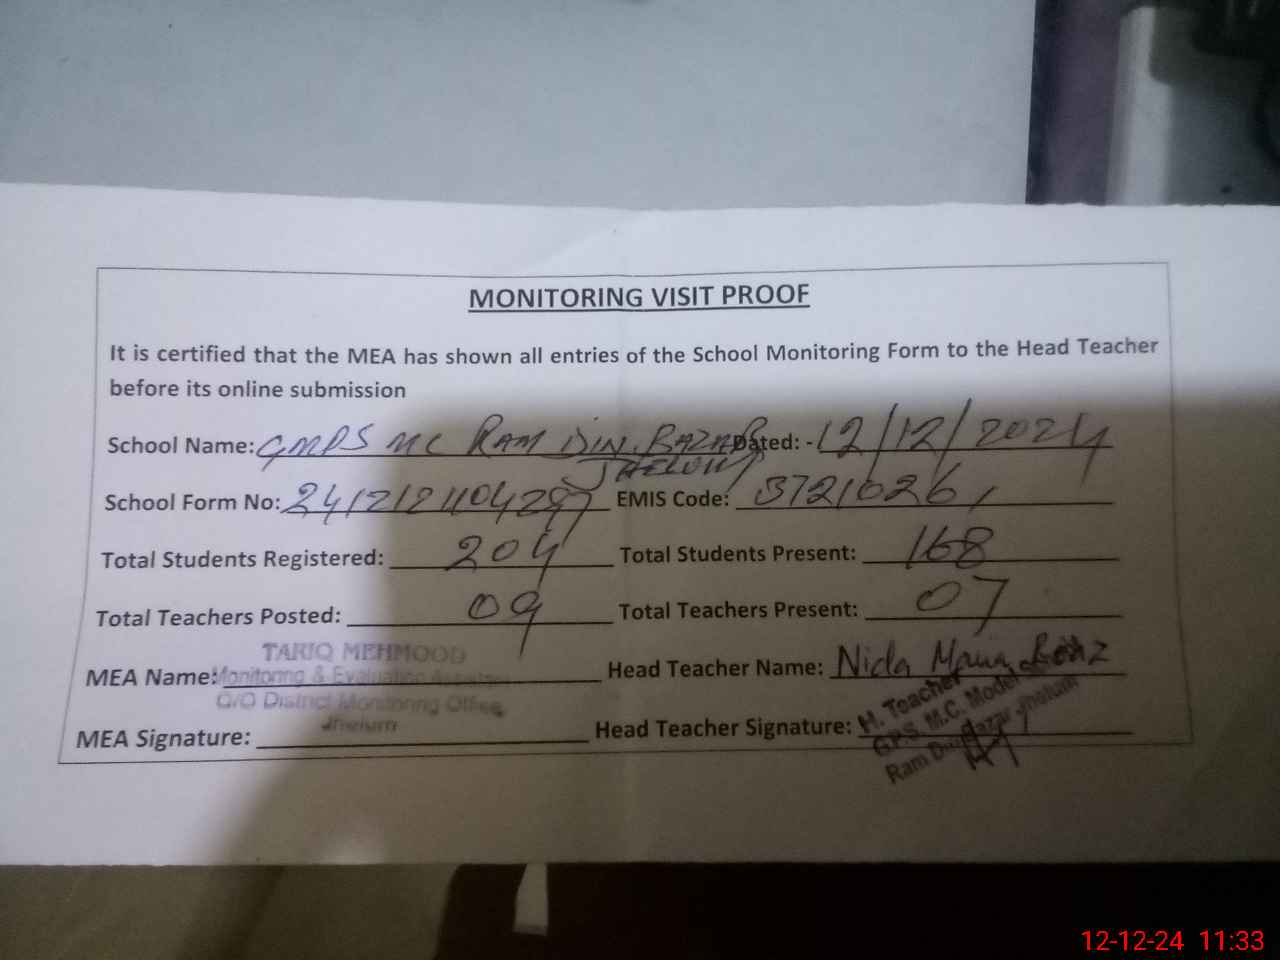 MONITORING VISIT PROOF
It is certified that the MEA has shown all entries of the School Monitoring Form to the Head Teacher
before its online submission
School Name: GMPS MC RAM DIN BAZAR Dated: - 12/12/2024
JHELUM
School Form No: EMIS Code: 37210261
Total Students Registered: 204 Total Students Present: 168
Total Teachers Posted: 09 Total Teachers Present: 07
TARIQ MEHMOOD
MEA Name: Monitoring & Evaluation Assistant Head Teacher Name: Nida
O/O District Monitoring Office
Jhelum
MEA Signature: Head Teacher Signature:
H. Teacher
G.P.S. M.C. Model
Ram Din Bazar Jhelum
12-12-24 11:33